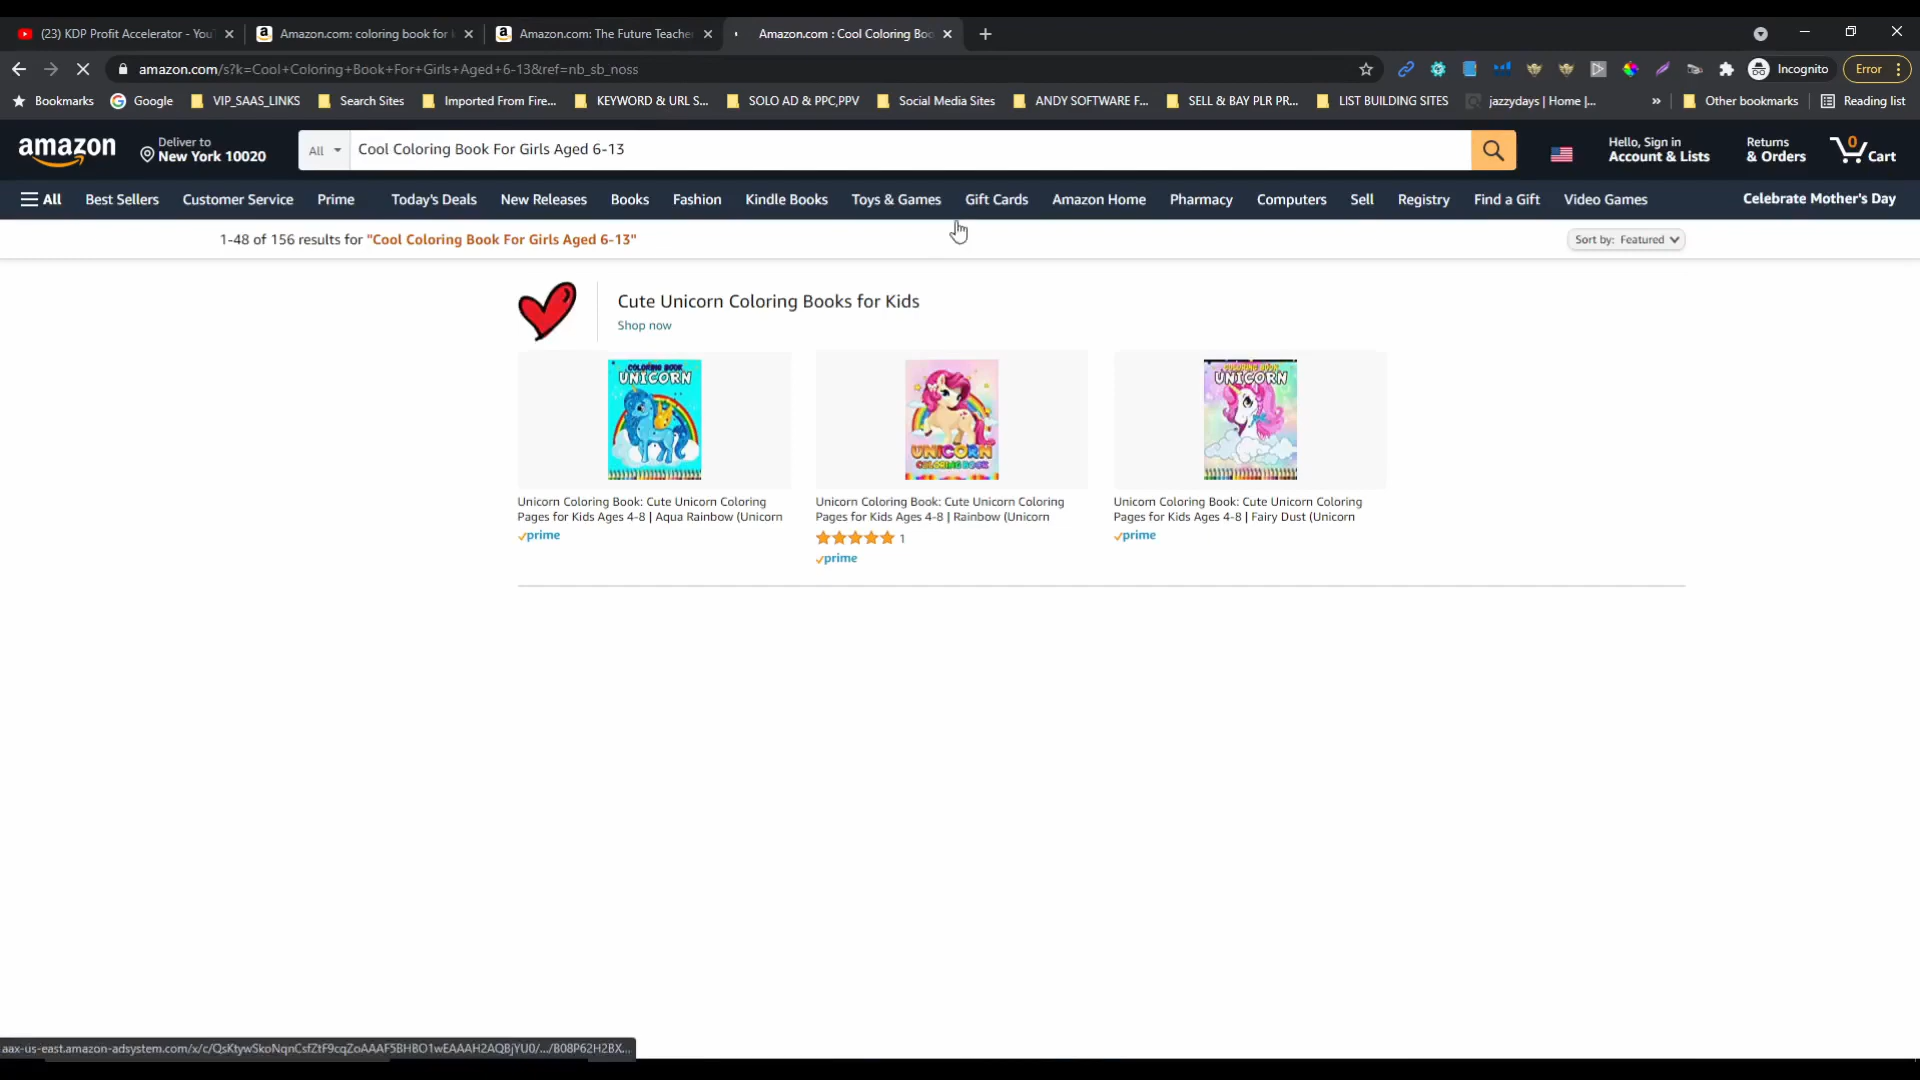 (23) KDP Profit Accelerator - You
Amazon.com: coloring book for
Amazon.com: The Future Teache
Amazon.com : Cool Coloring Boo
amazon.com/s?k=Cool+Coloring+Book+For+Girls+Aged+6-13&ref=nb_sb_noss
Incognito
Error
Bookmarks
Google
VIP_SAAS_LINKS
Search Sites
Imported From Fire...
KEYWORD & URL S...
SOLO AD & PPC,PPV
Social Media Sites
ANDY SOFTWARE F...
SELL & BAY PLR PR...
LIST BUILDING SITES
jazzydays | Home |...
»
Other bookmarks
Reading list
amazon
Deliver to
New York 10020
All
Cool Coloring Book For Girls Aged 6-13
Hello, Sign in
Account & Lists
Returns
& Orders
0
Cart
All
Best Sellers
Customer Service
Prime
Today's Deals
New Releases
Books
Fashion
Kindle Books
Toys & Games
Gift Cards
Amazon Home
Pharmacy
Computers
Sell
Registry
Find a Gift
Video Games
Celebrate Mother's Day
1-48 of 156 results for "Cool Coloring Book For Girls Aged 6-13"
Sort by: Featured
Cute Unicorn Coloring Books for Kids
Shop now
COLORING BOOK
UNICORN
UNICORN
COLORING BOOK
COLORING BOOK
UNICORN
Unicorn Coloring Book: Cute Unicorn Coloring
Pages for Kids Ages 4-8 | Aqua Rainbow (Unicorn
prime
Unicorn Coloring Book: Cute Unicorn Coloring
Pages for Kids Ages 4-8 | Rainbow (Unicorn
1
prime
Unicorn Coloring Book: Cute Unicorn Coloring
Pages for Kids Ages 4-8 | Fairy Dust (Unicorn
prime